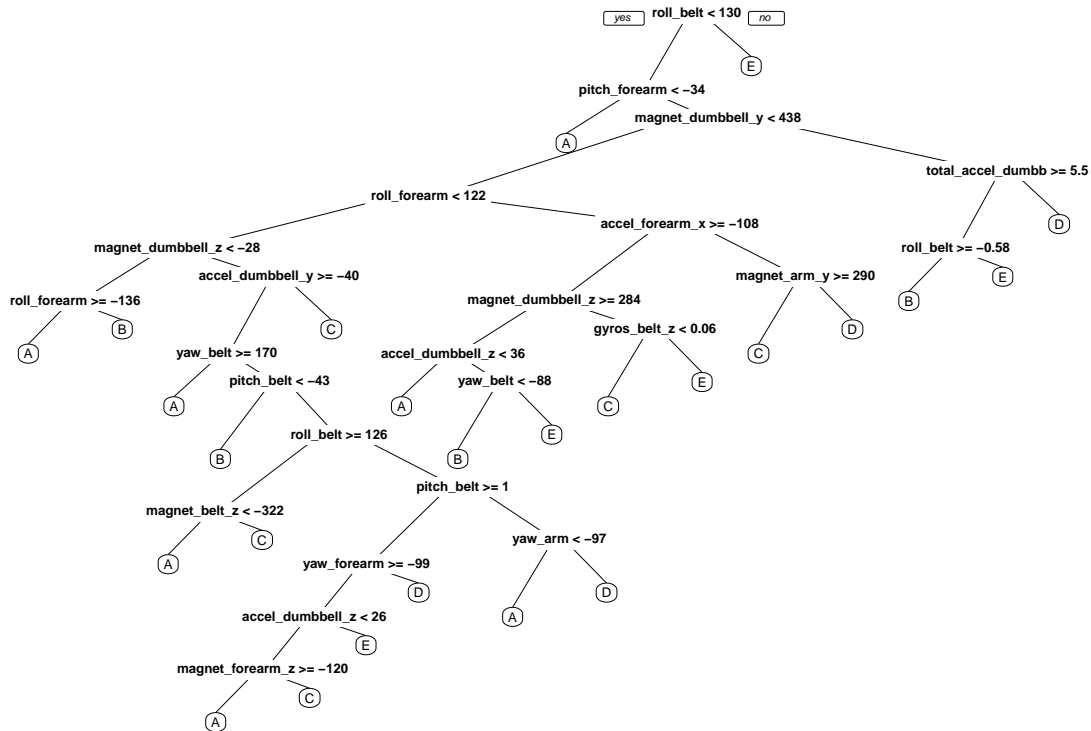 yes roll_belt < 130 no
E
pitch_forearm < −34
magnet_dumbbell_y < 438
A
total_accel_dumbb >= 5.5
roll_forearm < 122
accel_forearm_x >= −108
D
magnet_dumbbell_z < −28
roll_belt >= −0.58
accel_dumbbell_y >= −40
magnet_arm_y >= 290
E
roll_forearm >= −136
magnet_dumbbell_z >= 284
B
B
C
gyros_belt_z < 0.06
D
A
yaw_belt >= 170
accel_dumbbell_z < 36
C
pitch_belt < −43
yaw_belt < −88
E
A
A
C
E
roll_belt >= 126
B
B
pitch_belt >= 1
magnet_belt_z < −322
C
yaw_arm < −97
A
yaw_forearm >= −99
D
D
accel_dumbbell_z < 26
A
E
magnet_forearm_z >= −120
C
A